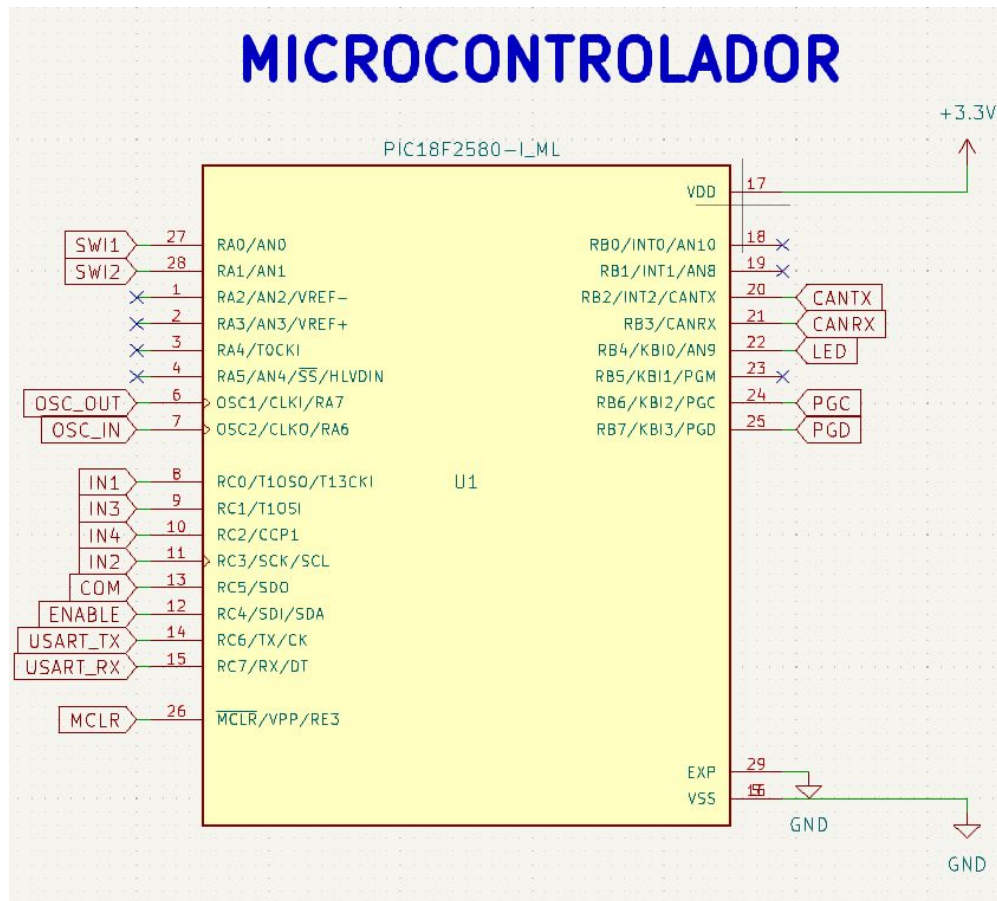 MICROCONTROLADOR
+3.3V
PIC18F2580-I_ML
VDD 17
SWI1 27 RA0/AN0
SWI2 28 RA1/AN1
1 RA2/AN2/VREF-
2 RA3/AN3/VREF+
3 RA4/T0CKI
4 RA5/AN4/SS/HLVDIN
OSC_OUT 6 OSC1/CLKI/RA7
OSC_IN 7 OSC2/CLKO/RA6
RB0/INT0/AN10 18
RB1/INT1/AN8 19
RB2/INT2/CANTX 20 CANTX
RB3/CANRX 21 CANRX
RB4/KBI0/AN9 22 LED
RB5/KBI1/PGM 23
RB6/KBI2/PGC 24 PGC
RB7/KBI3/PGD 25 PGD
IN1 8 RC0/T1OSO/T13CKI
U1
IN3 9 RC1/T1OSI
IN4 10 RC2/CCP1
IN2 11 RC3/SCK/SCL
COM 13 RC5/SDO
ENABLE 12 RC4/SDI/SDA
USART_TX 14 RC6/TX/CK
USART_RX 15 RC7/RX/DT
MCLR 26 MCLR/VPP/RE3
EXP 29
VSS
GND
GND